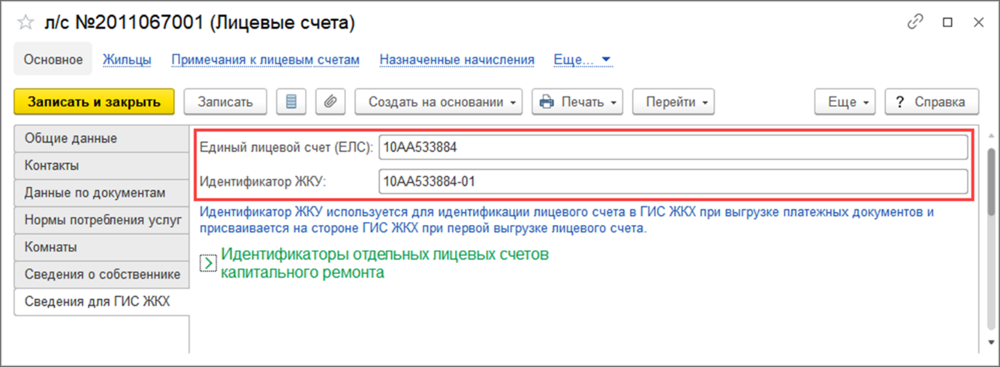 л/с №2011067001 (Лицевые счета)
Основное Жильцы Примечания к лицевым счетам Назначенные начисления Еще...
Записать и закрыть Записать Создать на основании Печать Перейти Еще ? Справка
Общие данные
Контакты
Данные по документам
Нормы потребления услуг
Комнаты
Сведения о собственнике
Сведения для ГИС ЖКХ
Единый лицевой счет (ЕЛС): 10АА533884
Идентификатор ЖКУ: 10АА533884-01
Идентификатор ЖКУ используется для идентификации лицевого счета в ГИС ЖКХ при выгрузке платежных документов и
присваивается на стороне ГИС ЖКХ при первой выгрузке лицевого счета.
Идентификаторы отдельных лицевых счетов
капитального ремонта